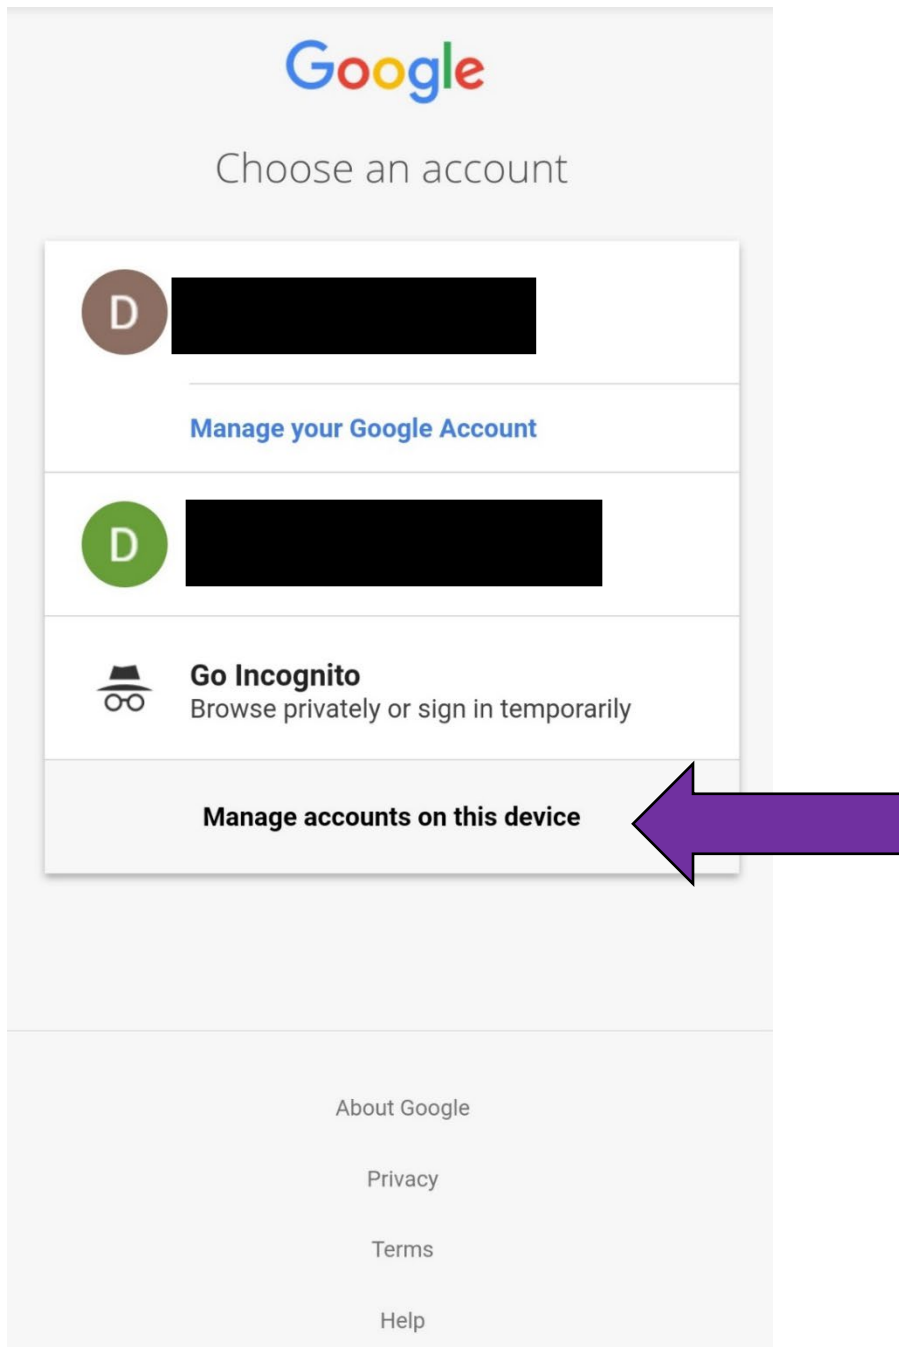 Google
Choose an account
D
Manage your Google Account
D
Go Incognito
Browse privately or sign in temporarily
Manage accounts on this device
About Google
Privacy
Terms
Help